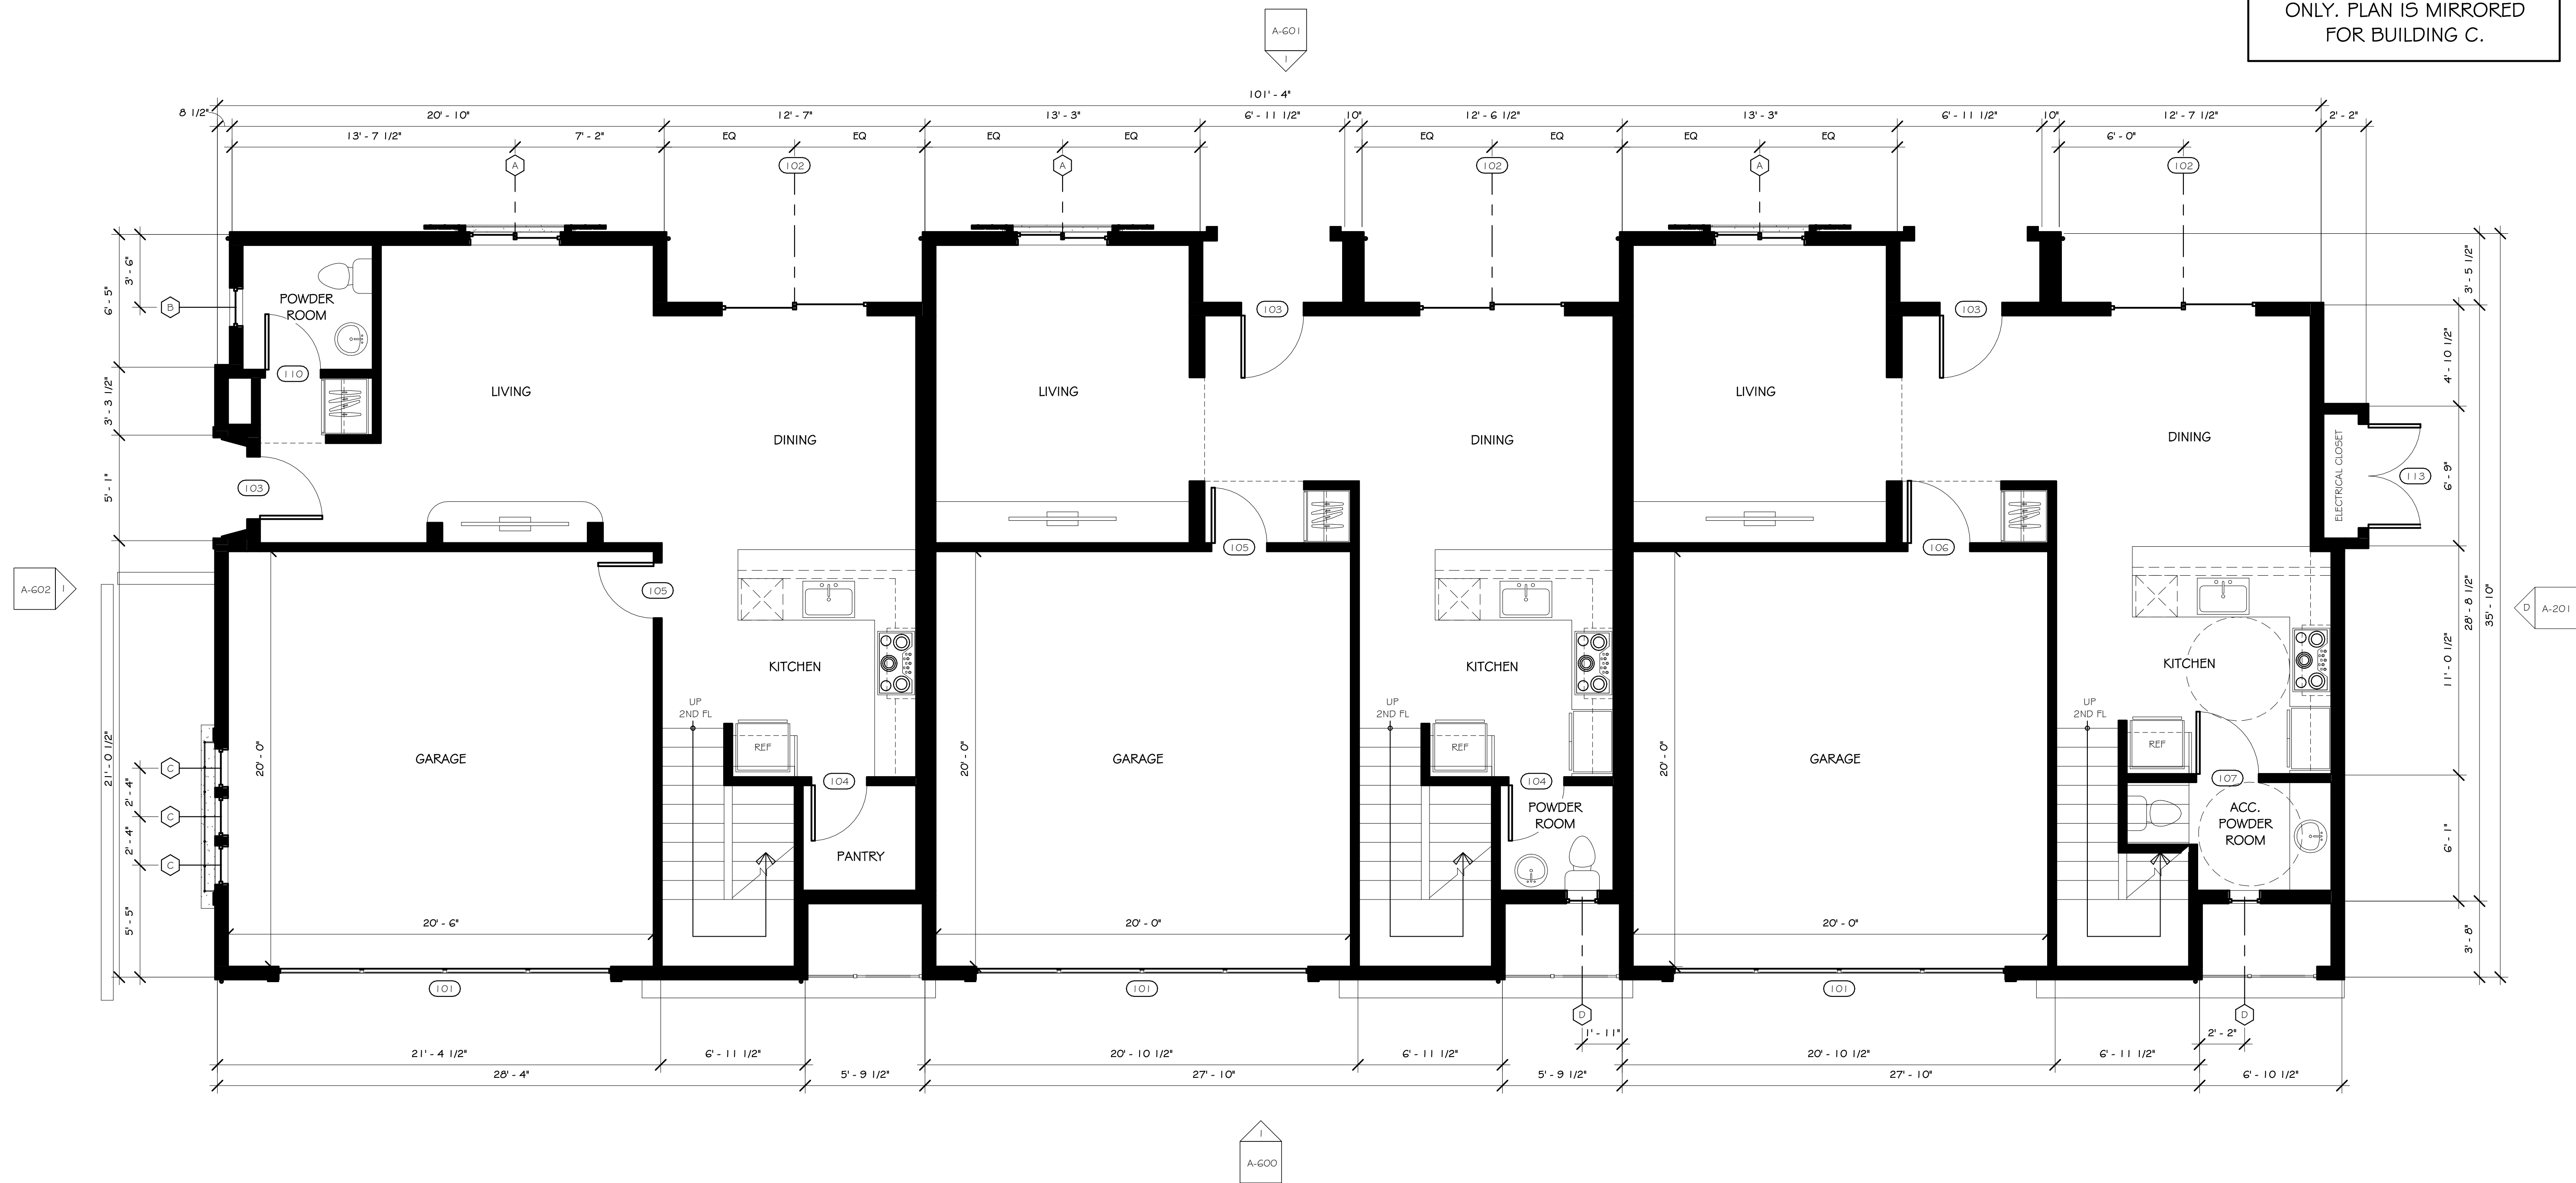 ONLY. PLAN IS MIRRORED
FOR BUILDING C.
A-601
1
101' - 4"
8 1/2"
20' - 10"
12' - 7"
13' - 3"
6' - 11 1/2"
10"
12' - 6 1/2"
13' - 3"
6' - 11 1/2"
10"
12' - 7 1/2"
2' - 2"
13' - 7 1/2"
7' - 2"
EQ
EQ
EQ
EQ
EQ
EQ
EQ
EQ
6' - 0"
A
102
A
102
A
102
6' - 5"
3' - 6"
3' - 3 1/2"
5' - 1"
21' - 0 1/2"
2' - 4"
2' - 4"
5' - 5"
B
C
C
C
A-602
1
POWDER
ROOM
110
103
LIVING
DINING
105
KITCHEN
UP
2ND FL
REF
104
PANTRY
GARAGE
20' - 0"
20' - 6"
101
LIVING
103
DINING
105
KITCHEN
UP
2ND FL
REF
104
POWDER
ROOM
GARAGE
20' - 0"
20' - 0"
101
D
1' - 11"
LIVING
103
DINING
106
KITCHEN
UP
2ND FL
REF
107
ACC.
POWDER
ROOM
GARAGE
20' - 0"
20' - 0"
101
D
2' - 2"
ELECTRICAL CLOSET
113
3' - 5 1/2"
4' - 10 1/2"
6' - 9"
11' - 0 1/2"
28' - 8 1/2"
35' - 10"
6' - 1"
3' - 8"
D
A-201
21' - 4 1/2"
6' - 11 1/2"
20' - 10 1/2"
6' - 11 1/2"
20' - 10 1/2"
6' - 11 1/2"
28' - 4"
5' - 9 1/2"
27' - 10"
5' - 9 1/2"
27' - 10"
6' - 10 1/2"
1
A-600